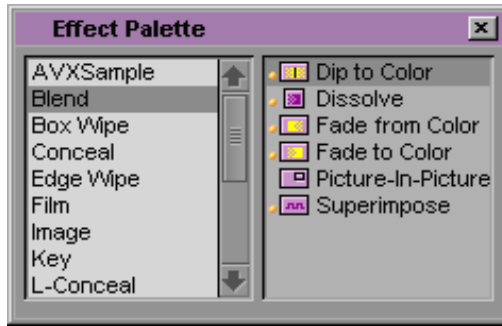 Effect Palette
AVXSample
Blend
Box Wipe
Conceal
Edge Wipe
Film
Image
Key
L-Conceal
Dip to Color
Dissolve
Fade from Color
Fade to Color
Picture-In-Picture
Superimpose